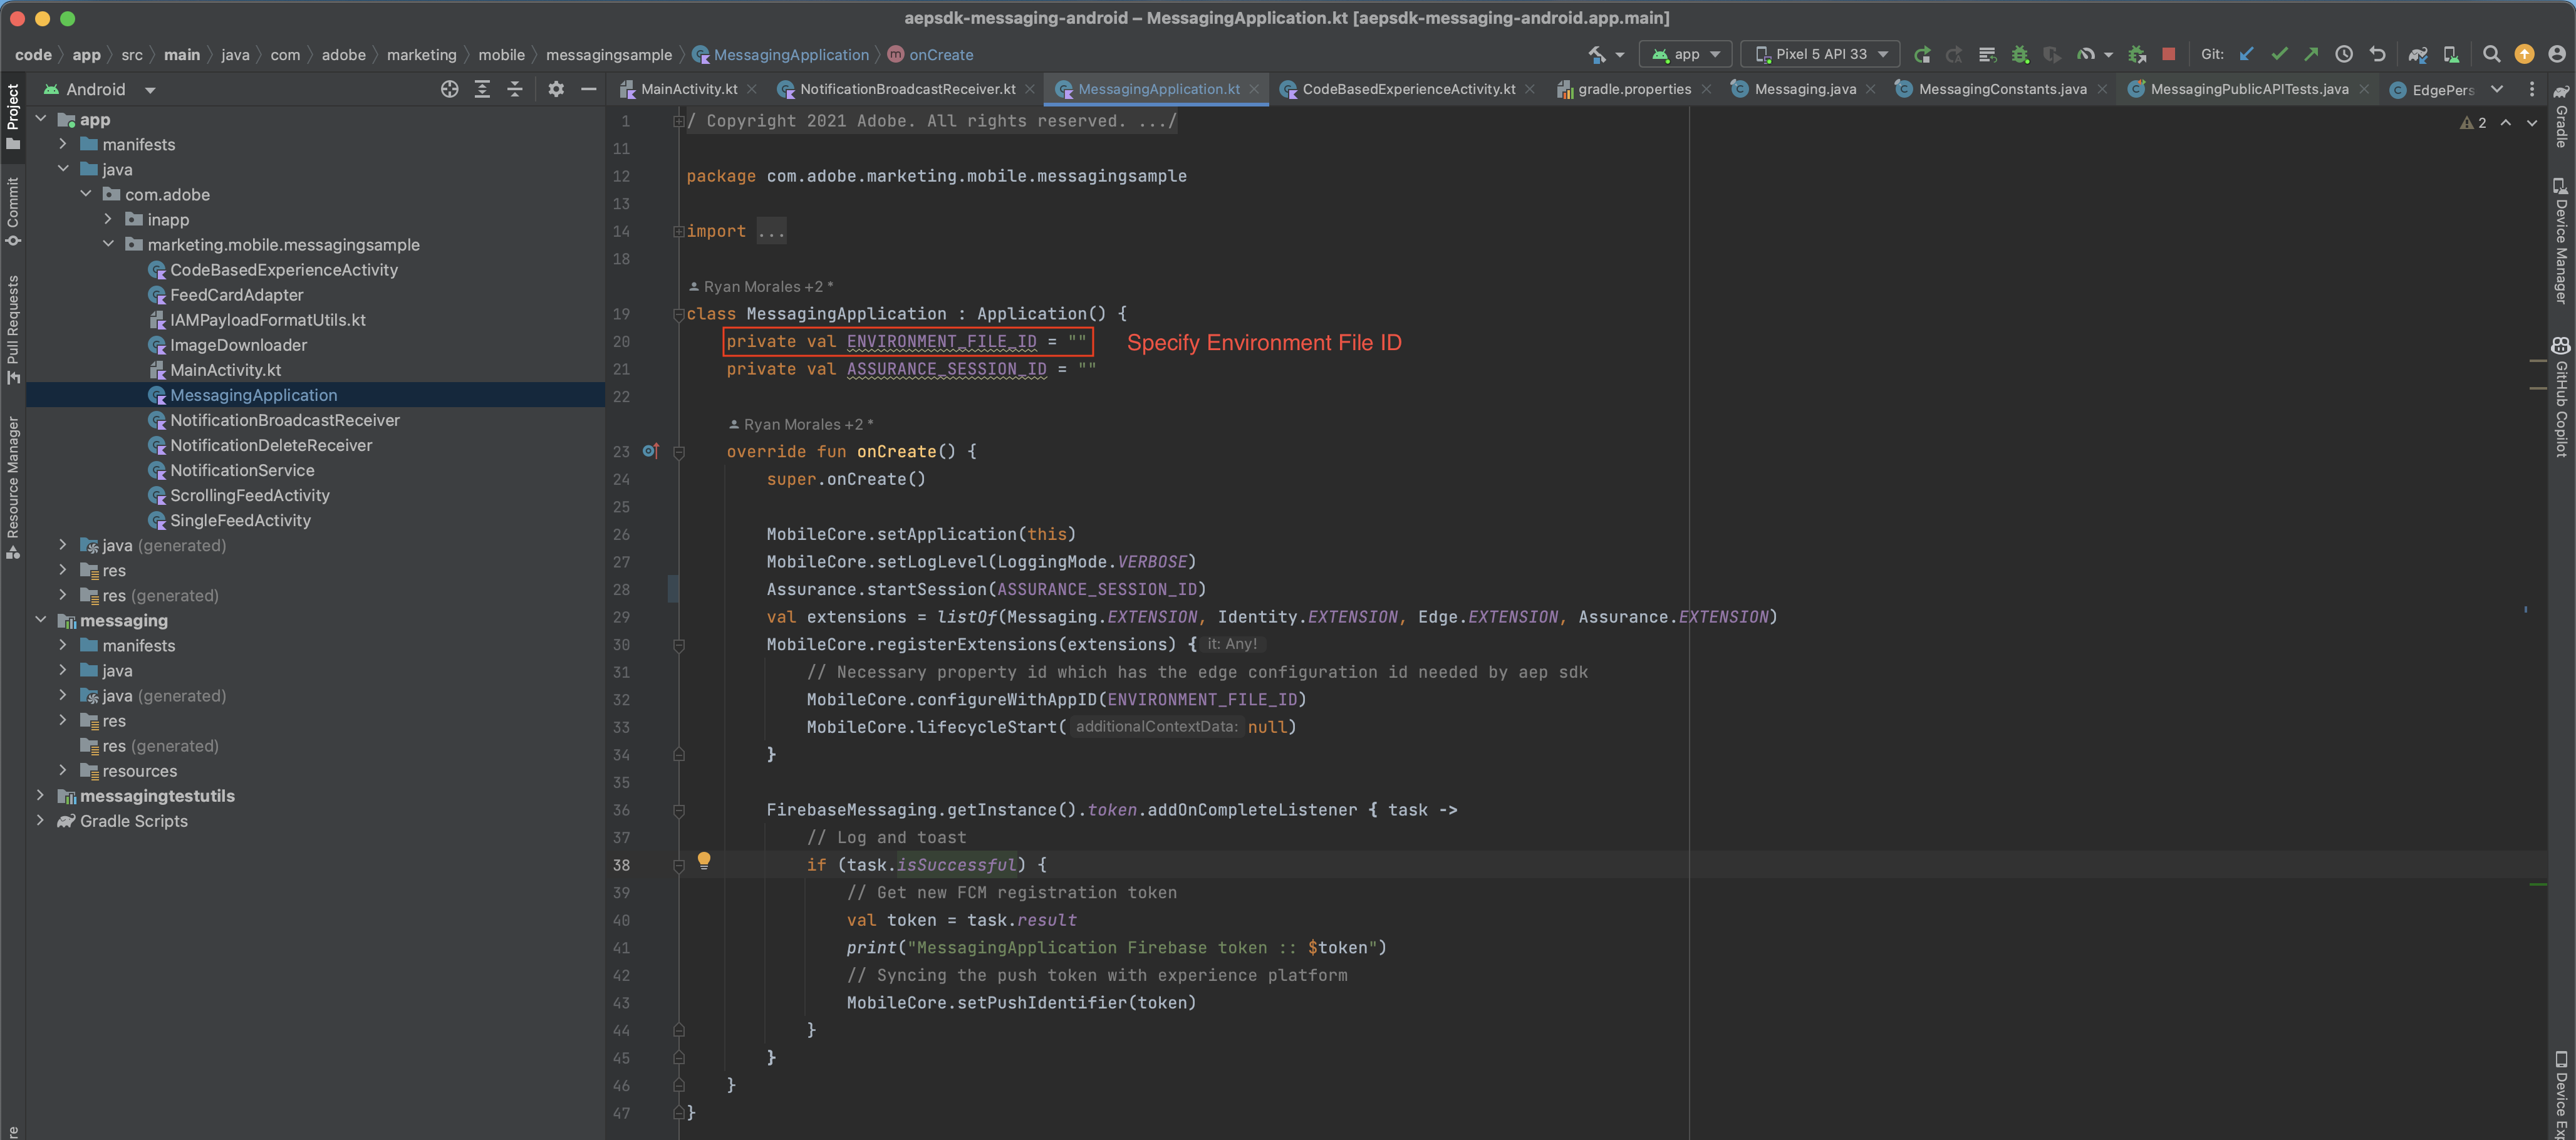 aepsdk-messaging-android – MessagingApplication.kt [aepsdk-messaging-android.app.main]
code app src main java com adobe marketing mobile messagingsample MessagingApplication onCreate
app Pixel 5 API 33 Git:
Project
Commit
Pull Requests
Resource Manager
Android
app
manifests
java
com.adobe
inapp
marketing.mobile.messagingsample
CodeBasedExperienceActivity
FeedCardAdapter
IAMPayloadFormatUtils.kt
ImageDownloader
MainActivity.kt
MessagingApplication
NotificationBroadcastReceiver
NotificationDeleteReceiver
NotificationService
ScrollingFeedActivity
SingleFeedActivity
java (generated)
res
res (generated)
messaging
manifests
java
java (generated)
res
res (generated)
resources
messagingtestutils
Gradle Scripts
MainActivity.kt NotificationBroadcastReceiver.kt MessagingApplication.kt CodeBasedExperienceActivity.kt gradle.properties Messaging.java MessagingConstants.java MessagingPublicAPITests.java EdgePers
2
1 / Copyright 2021 Adobe. All rights reserved. .../
11
12 package com.adobe.marketing.mobile.messagingsample
13
14 import ...
18
Ryan Morales +2 *
19 class MessagingApplication : Application() {
20 private val ENVIRONMENT_FILE_ID = "" Specify Environment File ID
21 private val ASSURANCE_SESSION_ID = ""
22
Ryan Morales +2 *
23 override fun onCreate() {
24 super.onCreate()
25
26 MobileCore.setApplication(this)
27 MobileCore.setLogLevel(LoggingMode.VERBOSE)
28 Assurance.startSession(ASSURANCE_SESSION_ID)
29 val extensions = listOf(Messaging.EXTENSION, Identity.EXTENSION, Edge.EXTENSION, Assurance.EXTENSION)
30 MobileCore.registerExtensions(extensions) { it: Any!
31 // Necessary property id which has the edge configuration id needed by aep sdk
32 MobileCore.configureWithAppID(ENVIRONMENT_FILE_ID)
33 MobileCore.lifecycleStart( additionalContextData: null)
34 }
35
36 FirebaseMessaging.getInstance().token.addOnCompleteListener { task ->
37 // Log and toast
38 if (task.isSuccessful) {
39 // Get new FCM registration token
40 val token = task.result
41 print("MessagingApplication Firebase token :: $token")
42 // Syncing the push token with experience platform
43 MobileCore.setPushIdentifier(token)
44 }
45 }
46 }
47 }
Gradle
Device Manager
GitHub Copilot